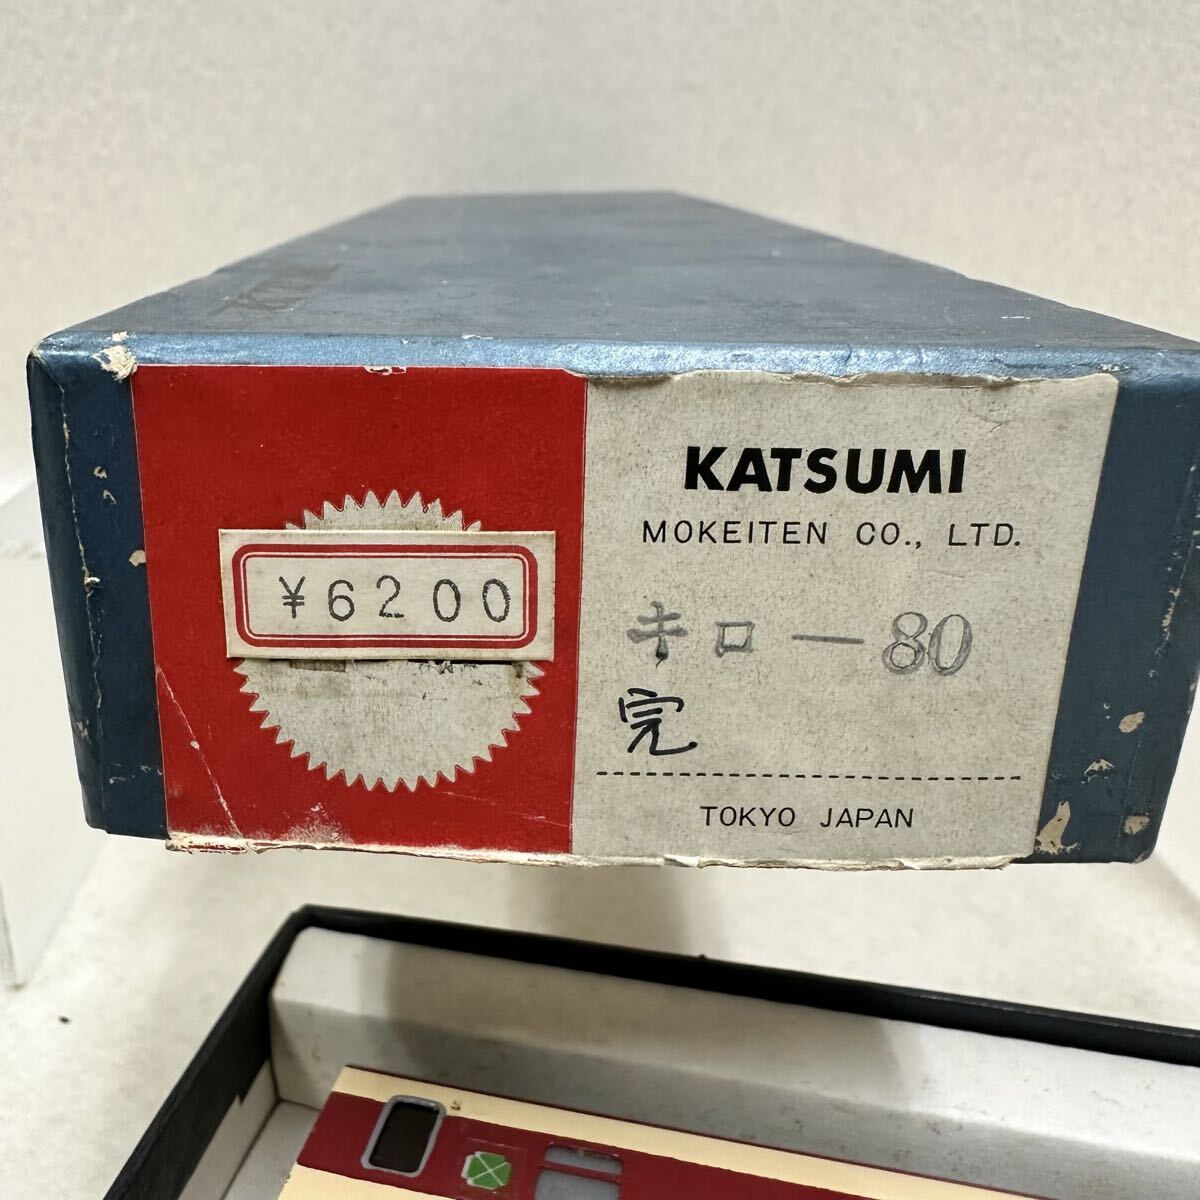 ¥6200
KATSUMI
MOKEITEN CO., LTD.
キロ-80
完
TOKYO JAPAN